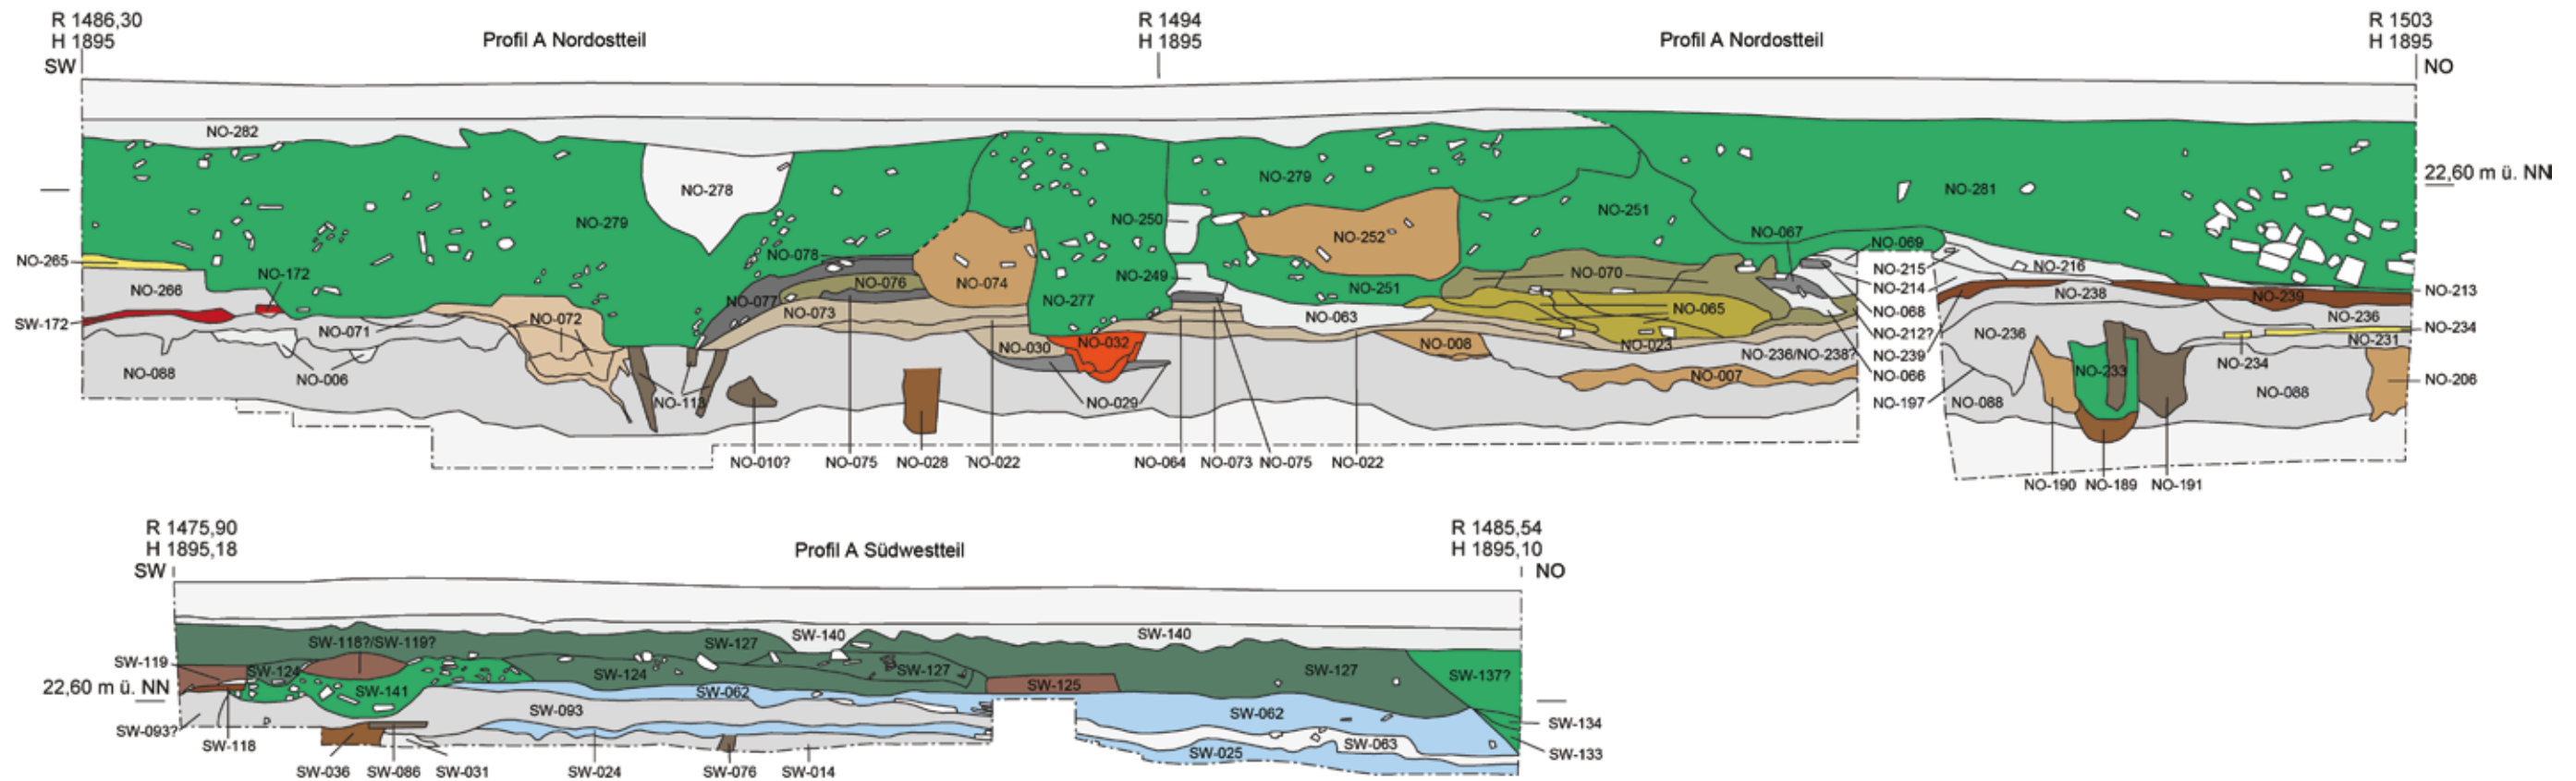 R 1486,30
H 1895
SW
Profil A Nordostteil
R 1494
H 1895
Profil A Nordostteil
R 1503
H 1895
NO
NO-282
NO-278
22,60 m ü. NN
NO-279
NO-281
NO-279
NO-250
NO-251
NO-252
NO-067
NO-069
NO-265
NO-078
NO-172
NO-249
NO-070
NO-215
NO-216
NO-266
NO-076
NO-074
NO-251
NO-214
NO-213
NO-077
NO-277
NO-238
NO-239
SW-172
NO-071
NO-072
NO-073
NO-063
NO-065
NO-068
NO-236
NO-234
NO-236
NO-212?
NO-030
NO-032
NO-008
NO-023
NO-236/NO-238?
NO-239
NO-231
NO-234
NO-088
NO-006
NO-007
NO-066
NO-233
NO-206
NO-113
NO-029
NO-197
NO-088
NO-088
NO-010?
NO-075
NO-028
NO-022
NO-064
NO-073
NO-075
NO-022
NO-190
NO-189
NO-191
R 1475,90
H 1895,18
SW
Profil A Südwestteil
R 1485,54
H 1895,10
NO
SW-118?/SW-119?
SW-127
SW-140
SW-140
SW-119
SW-124
SW-124
SW-127
SW-127
SW-137?
22,60 m ü. NN
SW-141
SW-062
SW-125
SW-093
SW-062
SW-134
SW-093?
SW-118
SW-063
SW-025
SW-133
SW-036
SW-086
SW-031
SW-024
SW-076
SW-014